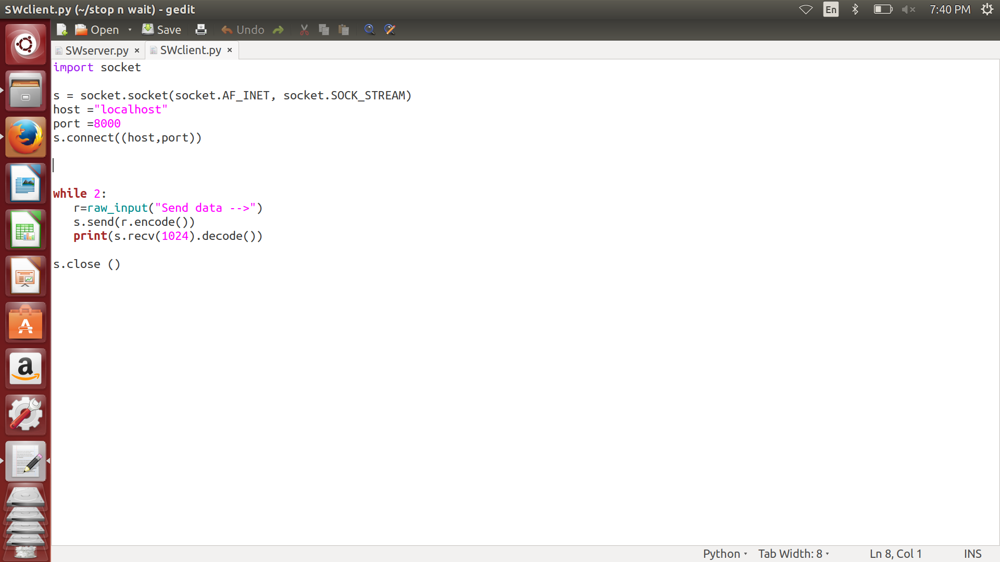 SWclient.py (~/stop n wait) - gedit
En
7:40 PM
Open
Save
Undo
SWserver.py ×
SWclient.py ×
import socket
s = socket.socket(socket.AF_INET, socket.SOCK_STREAM)
host ="localhost"
port =8000
s.connect((host,port))
while 2:
   r=raw_input("Send data -->")
   s.send(r.encode())
   print(s.recv(1024).decode())
s.close ()
a
Python
Tab Width: 8
Ln 8, Col 1
INS